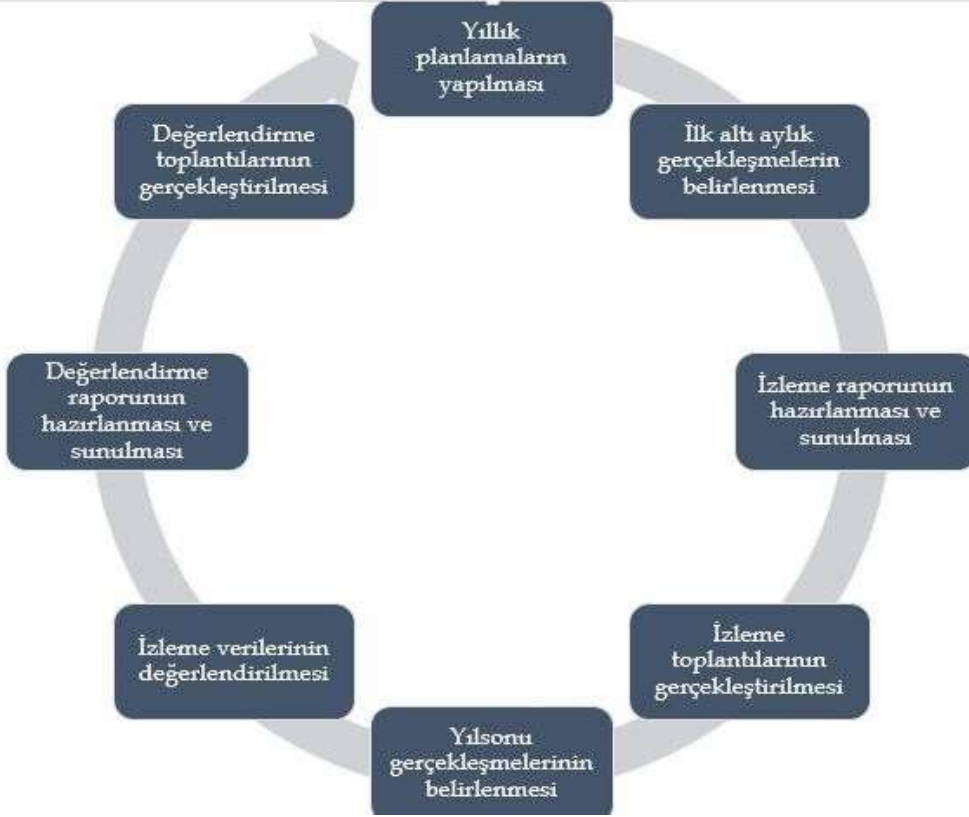 Yıllık
planlamaların
yapılması
İlk altı aylık
gerçekleşmelerin
belirlenmesi
İzleme raporunun
hazırlanması ve
sunulması
İzleme
toplantılarının
gerçekleştirilmesi
Yılsonu
gerçekleşmelerinin
belirlenmesi
İzleme verilerinin
değerlendirilmesi
Değerlendirme
raporunun
hazırlanması ve
sunulması
Değerlendirme
toplantılarının
gerçekleştirilmesi